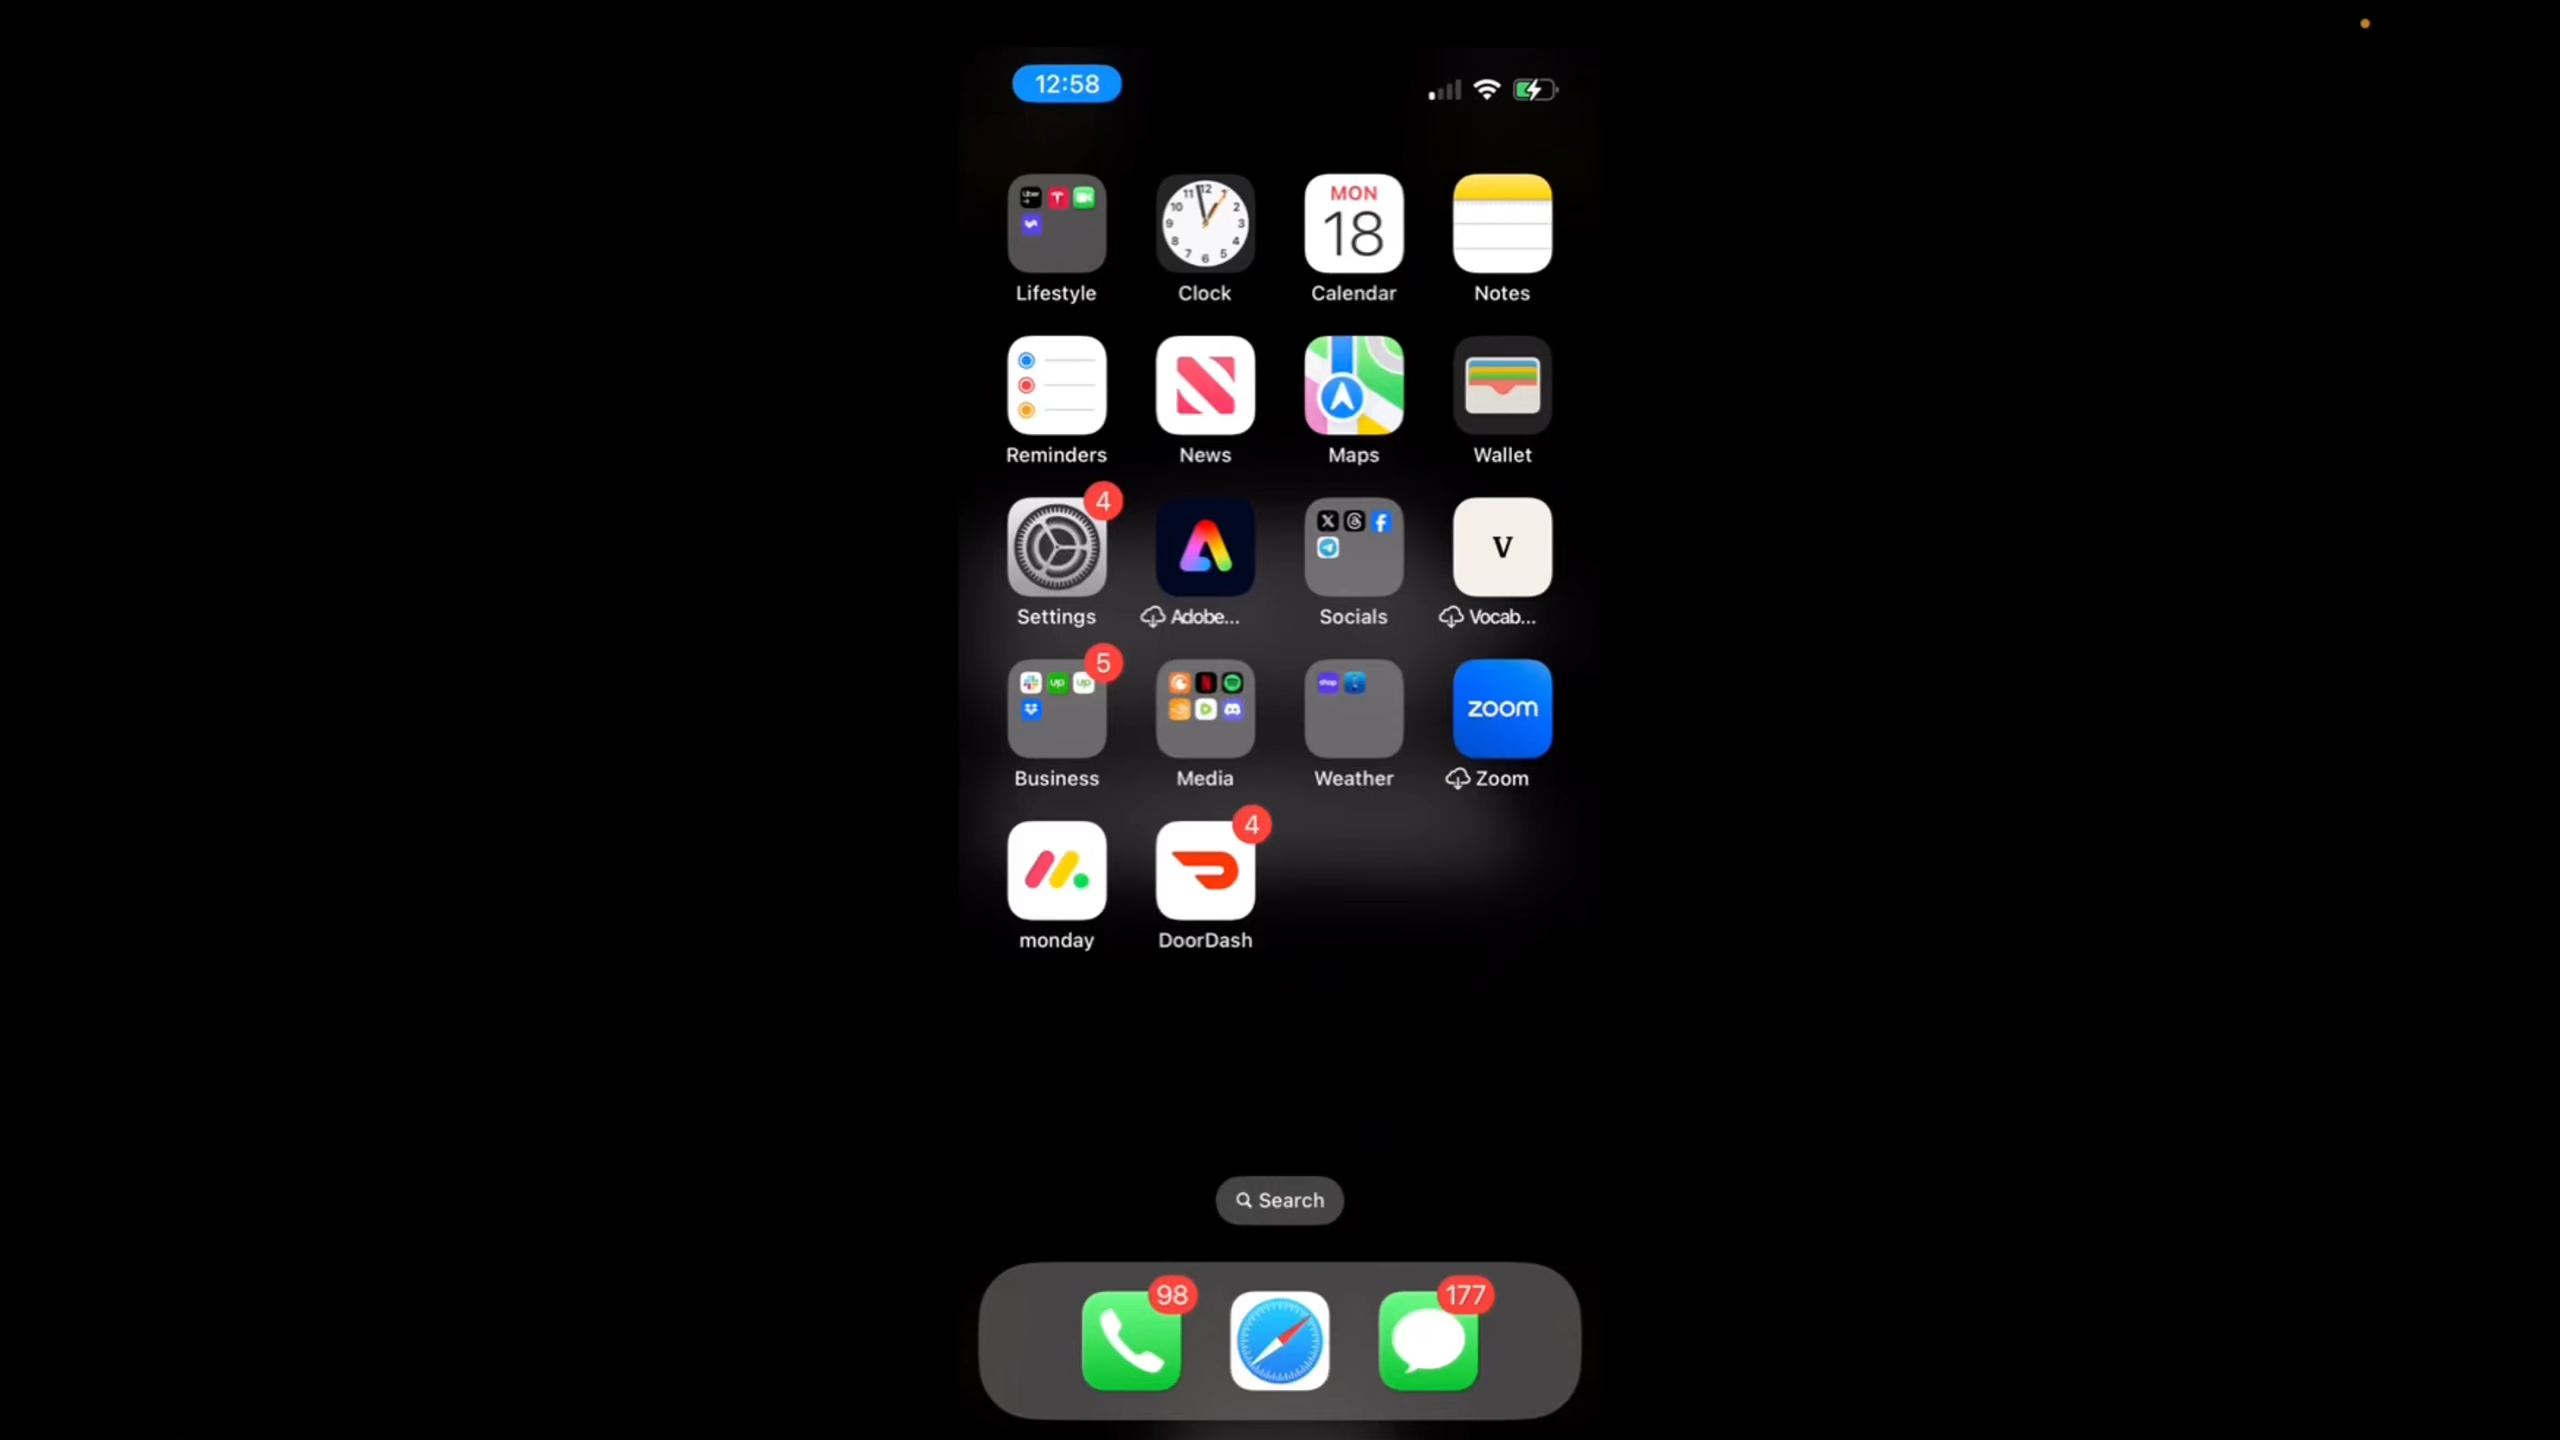 12:58
MON
18
Lifestyle Clock Calendar Notes
Reminders News Maps Wallet
4
V
Settings Adobe... Socials Vocab...
5
zoom
Business Media Weather Zoom
4
monday DoorDash
Search
98 177